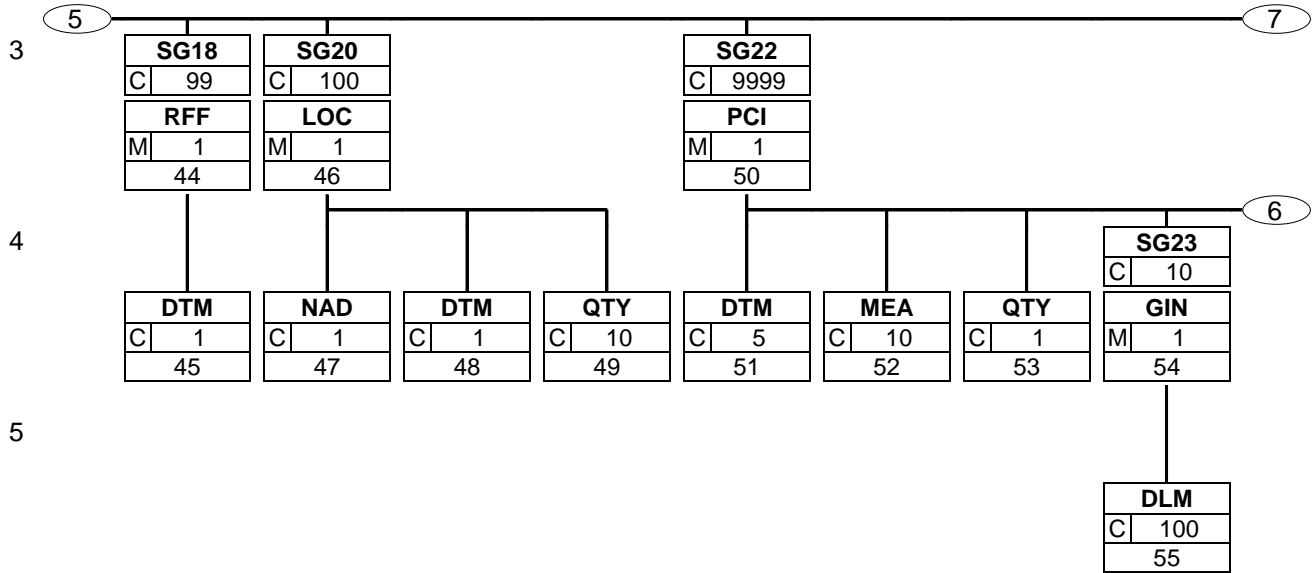 5 7
3 SG18 SG20 SG22
C 99 C 100 C 9999
RFF LOC PCI
M 1 M 1 M 1
44 46 50
6
4 SG23
C 10
DTM NAD DTM QTY DTM MEA QTY GIN
C 1 C 1 C 1 C 10 C 5 C 10 C 1 M 1
45 47 48 49 51 52 53 54
5
DLM
C 100
55